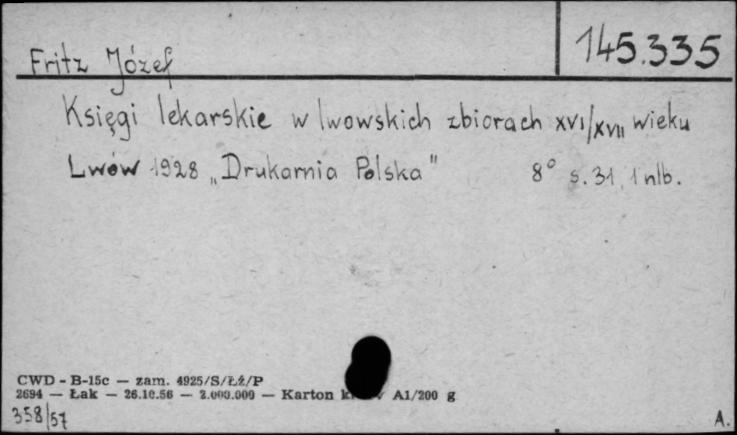 Fritz Józef 145.335
Księgi lekarskie w lwowskich zbiorach XVI/XVII wieku
Lwów 1928 „Drukarnia Polska" 8° s. 31, 1 nlb.
CWD - B-15c — zam. 4925/S/ŁŻ/P
2694 — Łak — 26.10.56 — 2.000.000 — Karton A1/200 g
358/57 A.